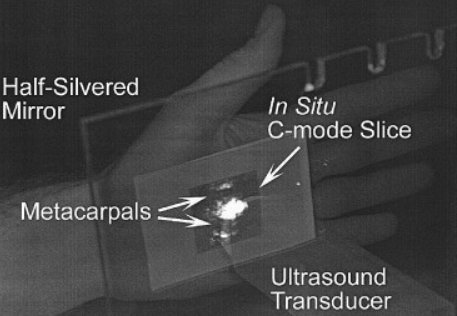 Half-Silvered
Mirror
In Situ
C-mode Slice
Metacarpals
Ultrasound
Transducer